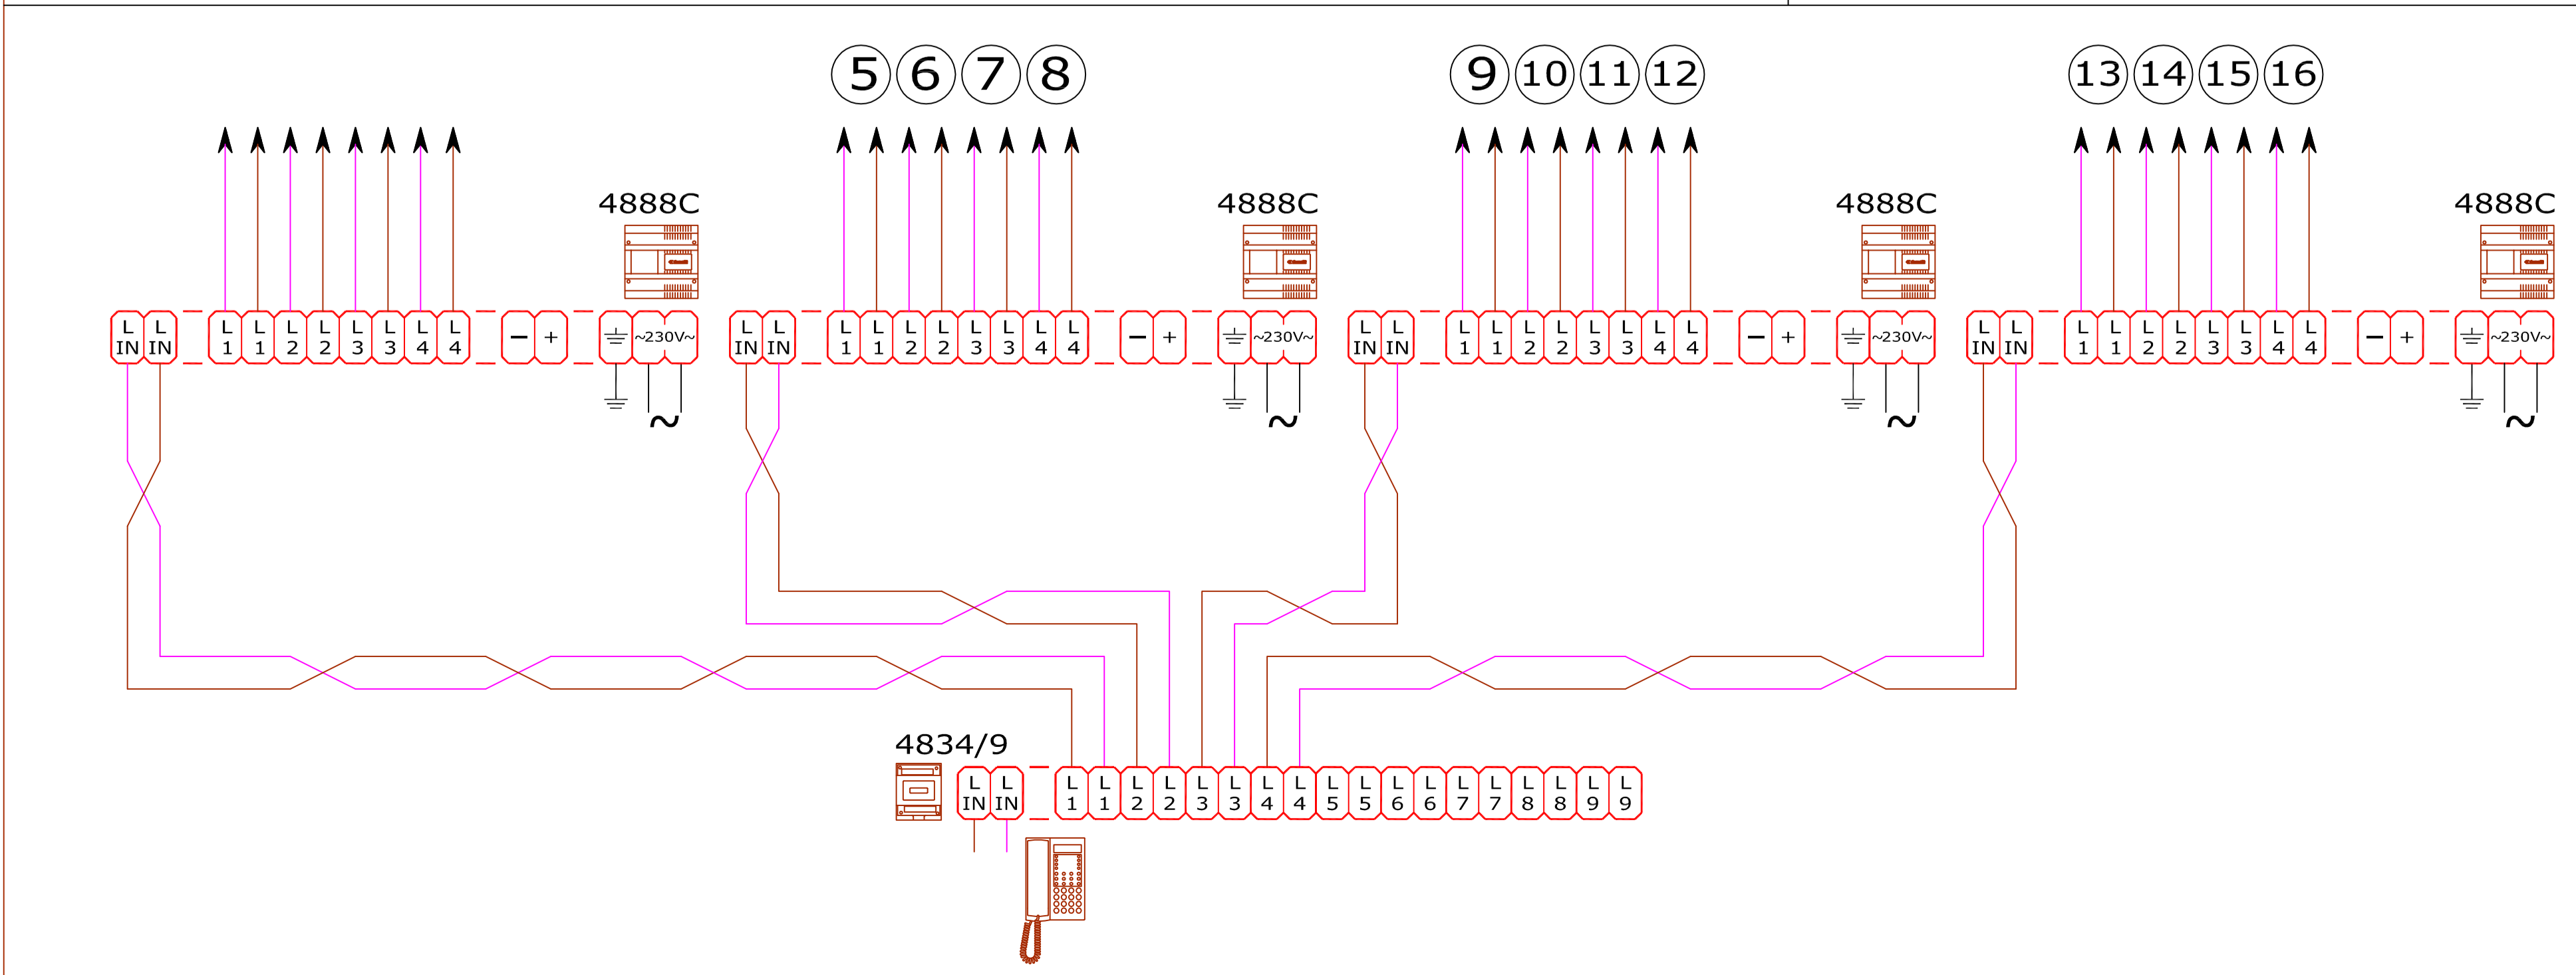 5 6 7 8 9 10 11 12 13 14 15 16
4888C 4888C 4888C 4888C
L L L L L L L L L L L L L L L L L L L L L L L L L L L L L L L L L L L L L L L L
IN IN 1 1 2 2 3 3 4 4 − + ~230V~ IN IN 1 1 2 2 3 3 4 4 − + ~230V~ IN IN 1 1 2 2 3 3 4 4 − + ~230V~ IN IN 1 1 2 2 3 3 4 4 − + ~230V~
~ ~ ~ ~
4834/9
L L L L L L L L L L L L L L L L L L L L
IN IN 1 1 2 2 3 3 4 4 5 5 6 6 7 7 8 8 9 9